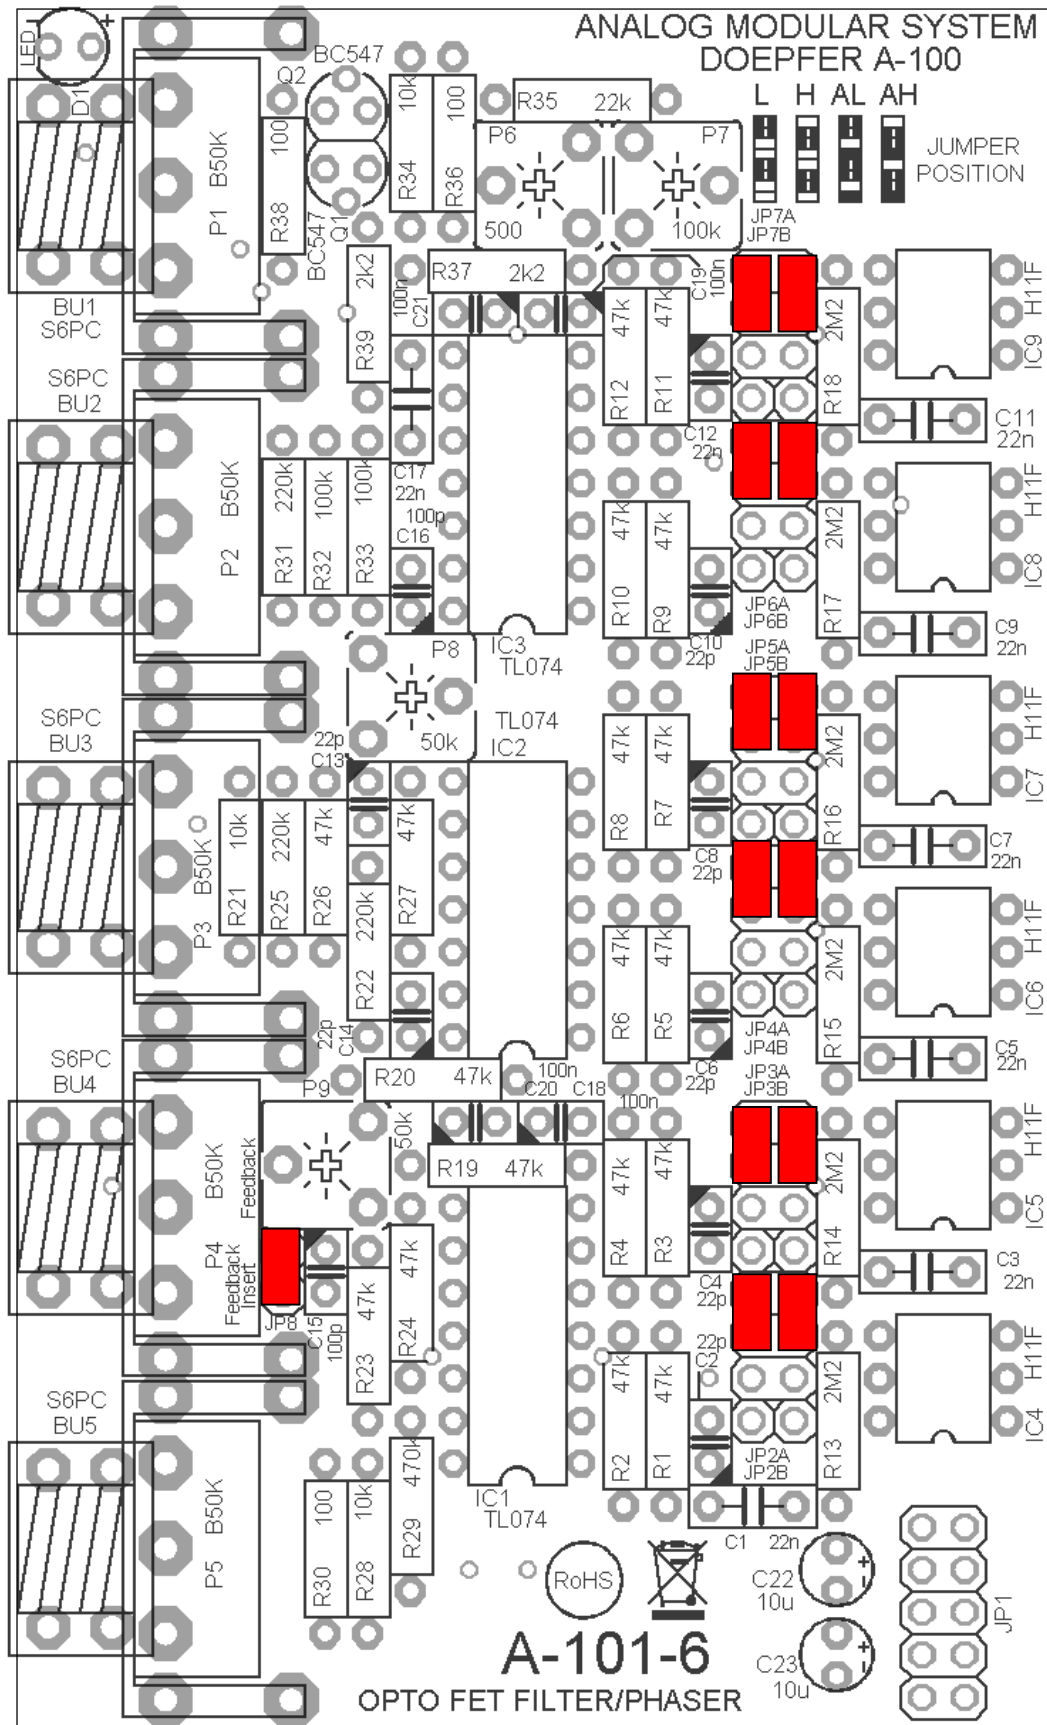 ANALOG MODULAR SYSTEM
DOEPFER A-100
L H AL AH
JUMPER
POSITION
LED
+
D1
BC547
Q2
BC547
Q1
100
R38
10k
R34
100
R36
R35 22k
P6
500
P7
100k
JP7A
JP7B
P1 B50K
BU1
S6PC
S6PC
BU2
R37 2k2
2k2
R39
100n
C21
C19
100n
47k
R12
47k
R11
2M2
R18
H11F
IC9
C11
22n
C12
22n
P2 B50K
220k
R31
100k
R32
100k
R33
C17
22n
100p
C16
47k
R10
47k
R9
2M2
R17
H11F
IC8
JP6A
JP6B
C9
22n
IC3
TL074
P8
50k
C10
22p
JP5A
JP5B
S6PC
BU3
TL074
IC2
22p
C13
P3 B50K
10k
R21
220k
R25
47k
R26
220k
R22
47k
R27
47k
R8
47k
R7
2M2
R16
H11F
IC7
C8
22p
C7
22n
47k
R6
47k
R5
2M2
R15
H11F
IC6
22p
C14
JP4A
JP4B
JP3A
JP3B
C5
22n
C6
22p
S6PC
BU4
R20 47k
100n
C20 C18
100n
P9
50k
R19 47k
P4 B50K
Feedback
Feedback
Insert
JP8
C15
100p
47k
R23
47k
R24
47k
R4
47k
R3
2M2
R14
H11F
IC5
C3
22n
C4
22p
22p
C2
47k
R2
47k
R1
2M2
R13
H11F
IC4
JP2A
JP2B
S6PC
BU5
P5 B50K
100
R30
10k
R28
470k
R29
IC1
TL074
C1 22n
RoHS
C22
10u
+
-
C23
10u
+
-
JP1
A-101-6
OPTO FET FILTER/PHASER